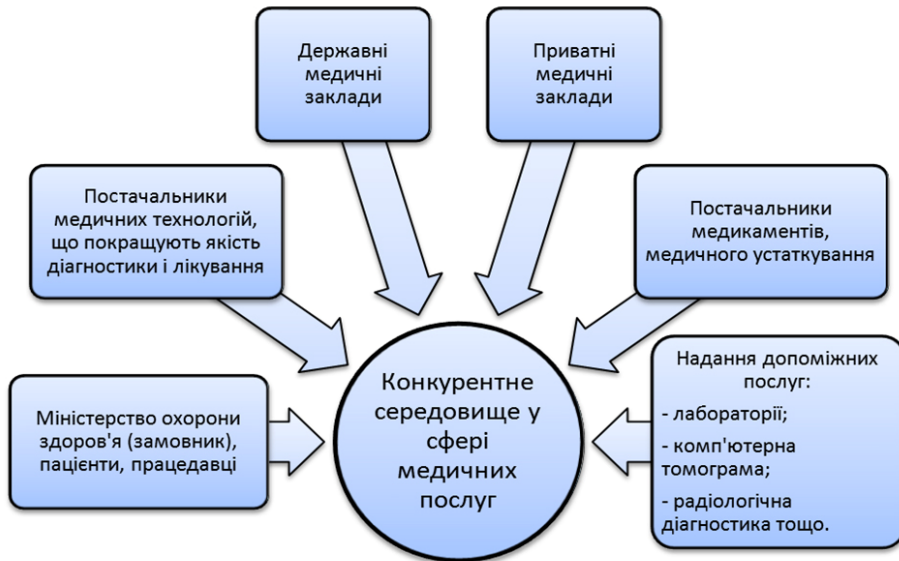 Державні
медичні
заклади
Приватні
медичні
заклади
Постачальники
медичних технологій,
що покращують якість
діагностики і лікування
Постачальники
медикаментів,
медичного устаткування
Міністерство охорони
здоров'я (замовник),
пацієнти, працедавці
Конкурентне
середовище у
сфері
медичних
послуг
Надання допоміжних
послуг:
- лабораторії;
- комп'ютерна
томограма;
- радіологічна
діагностика тощо.